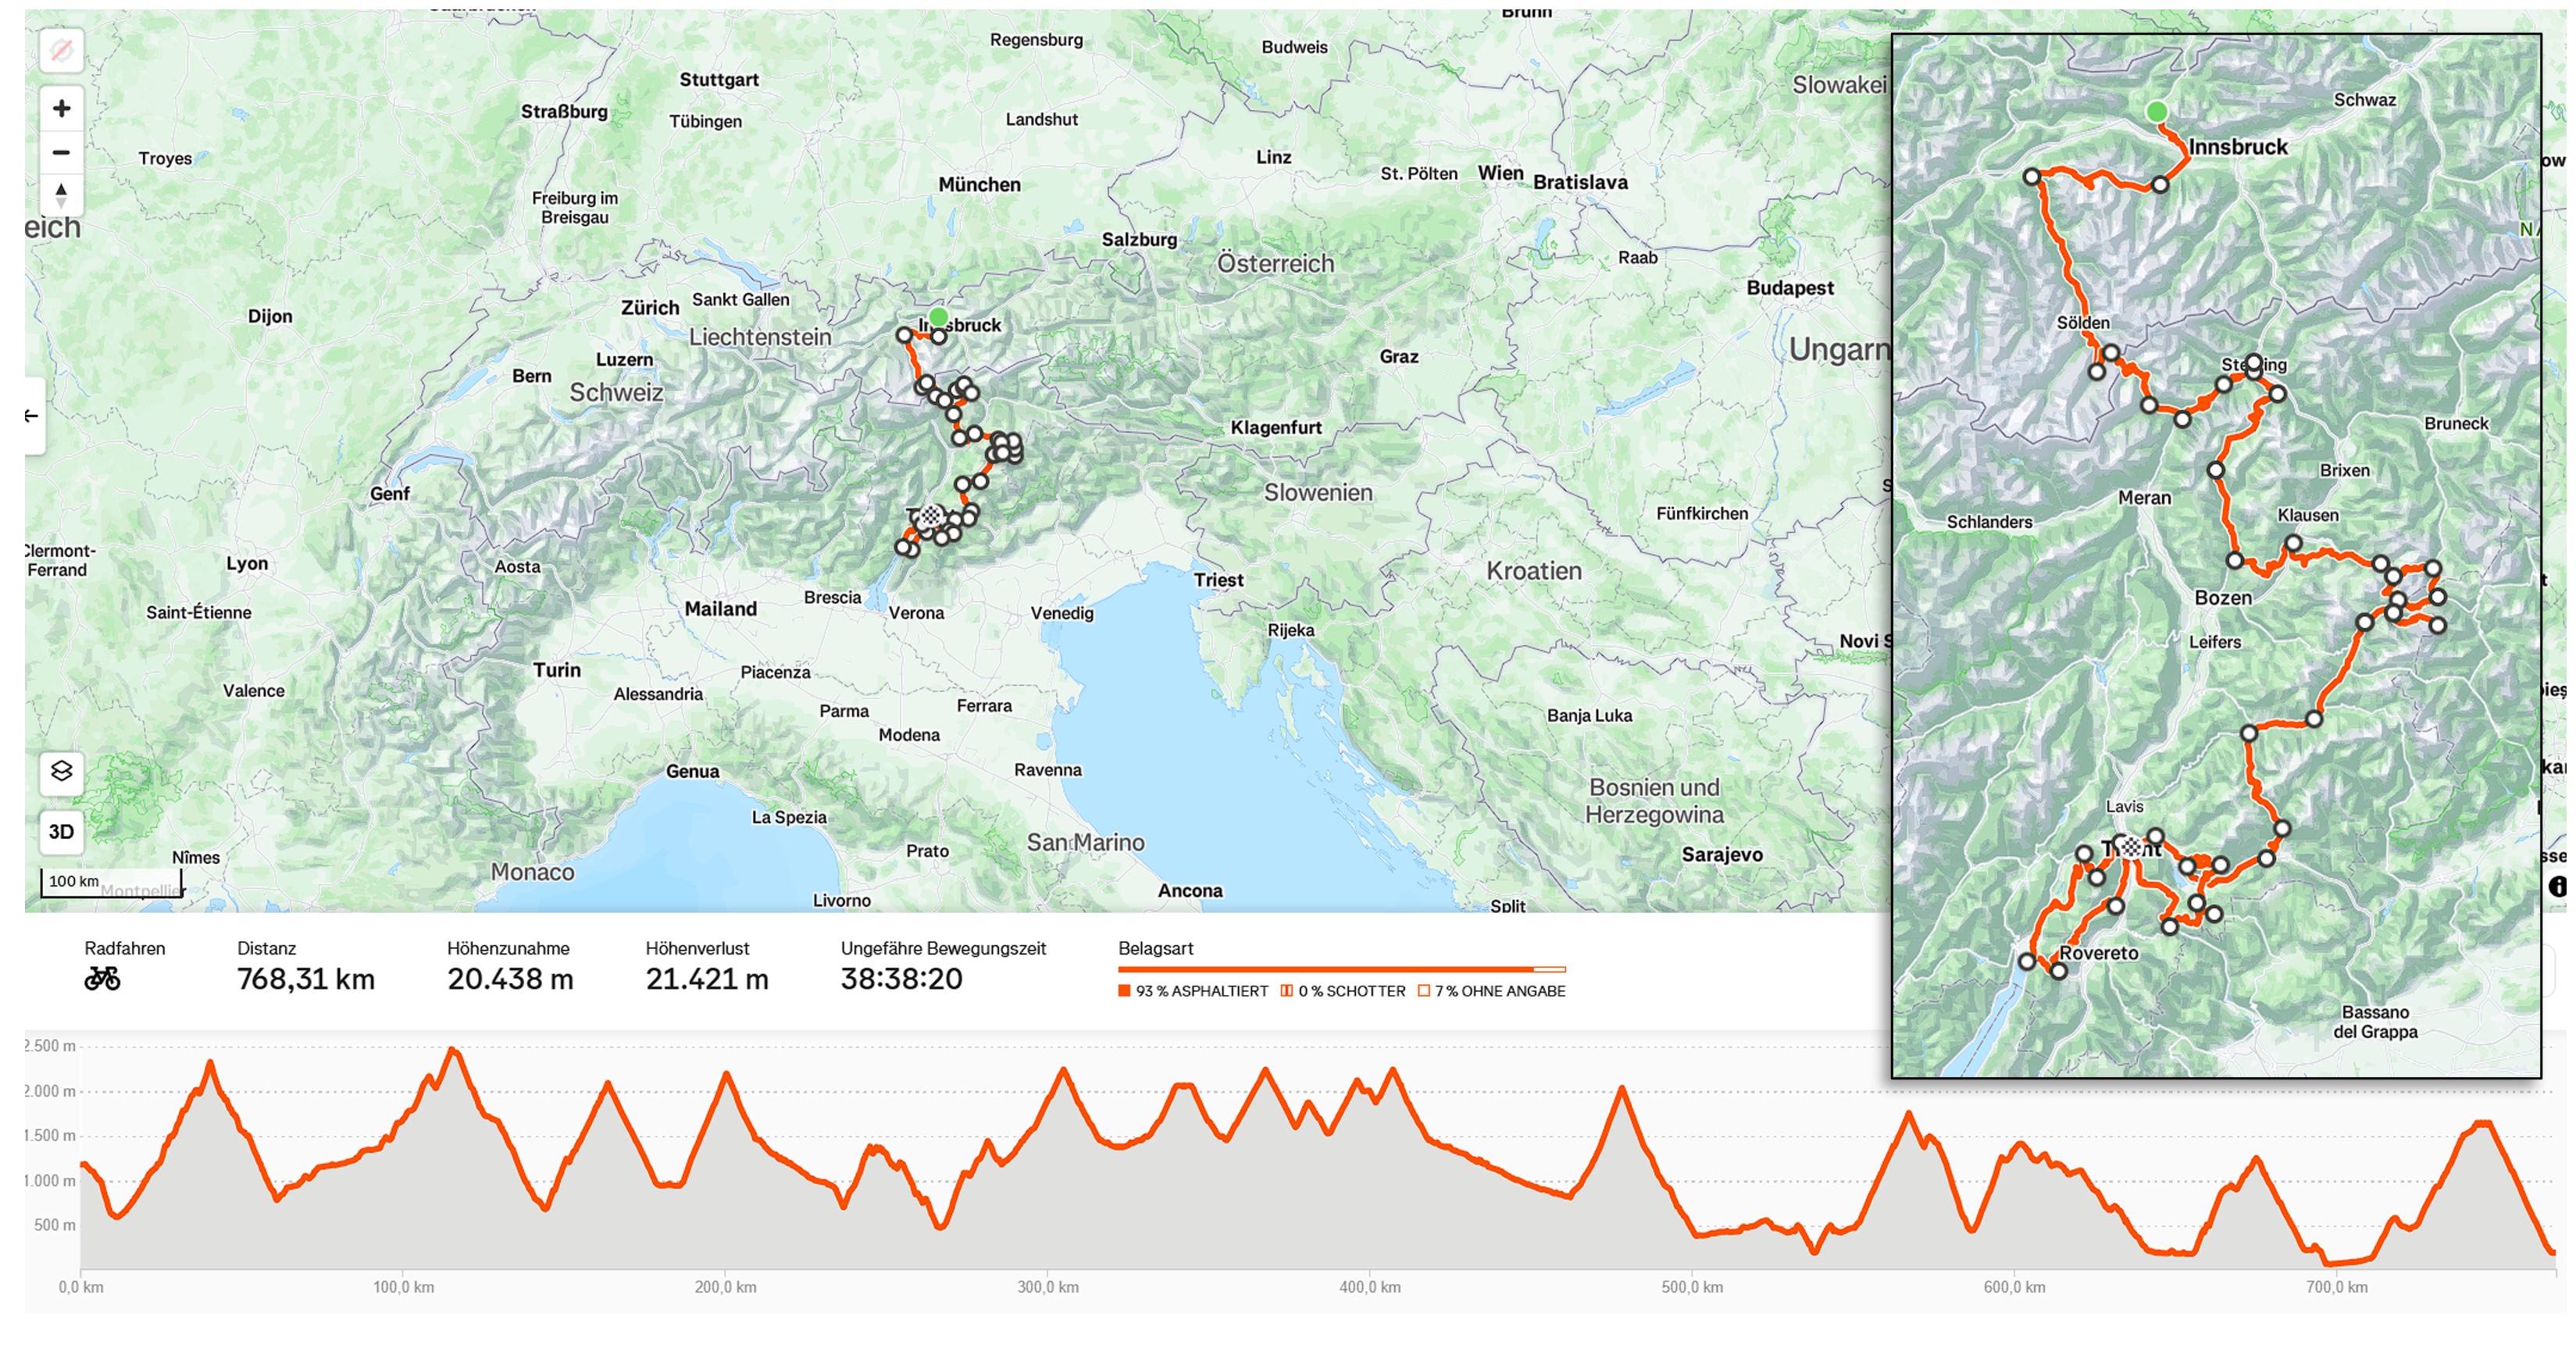 Brünn
Regensburg
Budweis
Stuttgart
Slowakei
Straßburg
Tübingen
Landshut
Troyes
Linz
St. Pölten
Wien
Bratislava
München
Freiburg im
Breisgau
eich
Salzburg
Österreich
Raab
Budapest
Zürich
Sankt Gallen
Dijon
Liechtenstein
Ungarn
Luzern
Graz
Bern
Schweiz
Klagenfurt
Genf
Slowenien
Fünfkirchen
Clermont-
Ferrand
Lyon
Aosta
Kroatien
Triest
Brescia
Saint-Étienne
Mailand
Verona
Venedig
Rijeka
Novi S
Turin
Piacenza
Valence
Alessandria
Parma
Ferrara
Modena
Banja Luka
Genua
Ravenna
Bosnien und
Herzegowina
La Spezia
3D
San Marino
Nîmes
Prato
Sarajevo
Monaco
100 km
Montpellier
Ancona
Livorno
Split
Schwaz
Innsbruck
Sölden
Bruneck
Brixen
Meran
Klausen
Schlanders
Bozen
Leifers
Lavis
Rovereto
Bassano
del Grappa
Radfahren
Distanz
Höhenzunahme
Höhenverlust
Ungefähre Bewegungszeit
Belagsart
768,31 km
20.438 m
21.421 m
38:38:20
93 % ASPHALTIERT
0 % SCHOTTER
7 % OHNE ANGABE
2.500 m
2.000 m
1.500 m
1.000 m
500 m
0,0 km
100,0 km
200,0 km
300,0 km
400,0 km
500,0 km
600,0 km
700,0 km